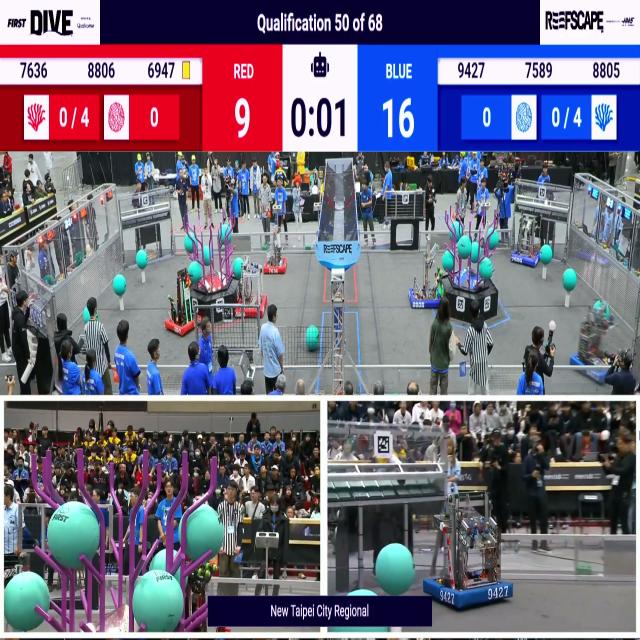 FIRST DIVE
Qualification 50 of 68
REEFSCAPE
7636 8806 6947
RED
BLUE
9427 7589 8805
0 / 4
0
9
0:01
16
0
0 / 4
REEFSCAPE
FIRST
9427
9427
New Taipei City Regional